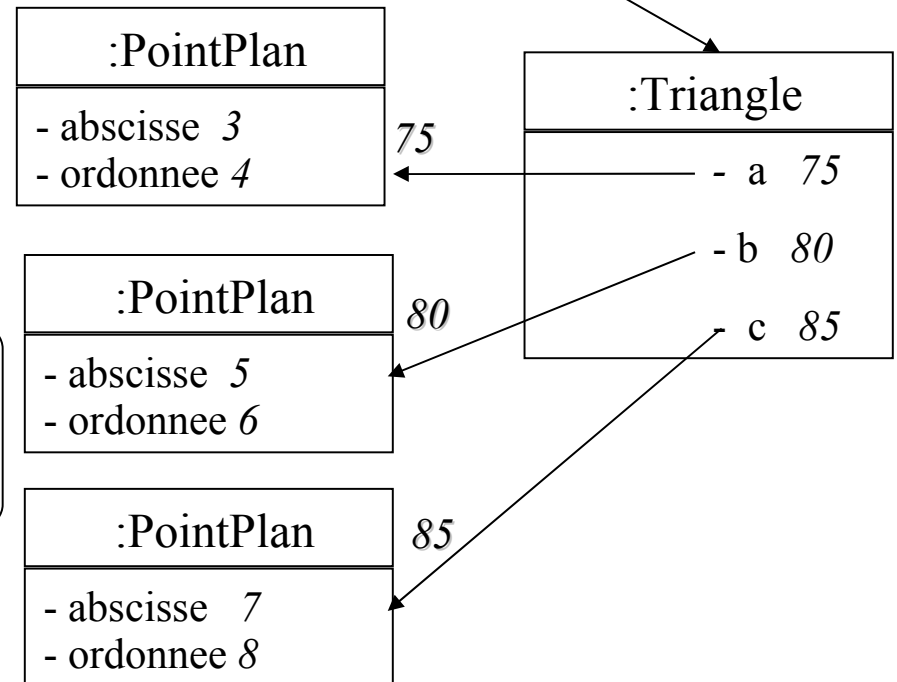 :PointPlan
- abscisse 3
- ordonnee 4
75
:Triangle
- a 75
- b 80
- c 85
:PointPlan
80
- abscisse 5
- ordonnee 6
:PointPlan
85
- abscisse 7
- ordonnee 8